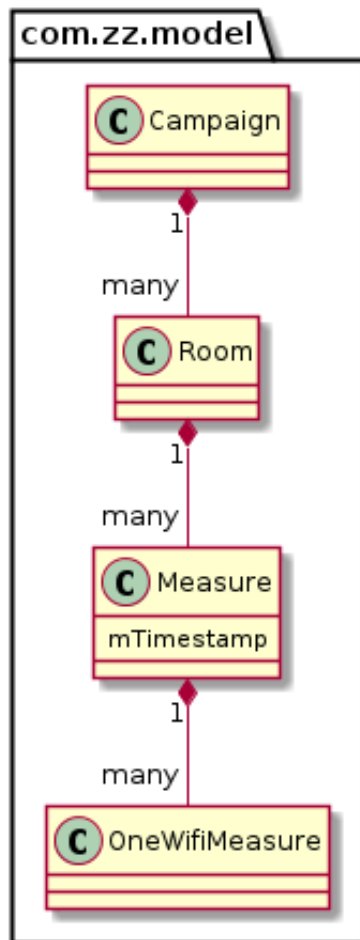 com.zz.model
C Campaign
1
many
C Room
1
many
C Measure
mTimestamp
1
many
C OneWifiMeasure